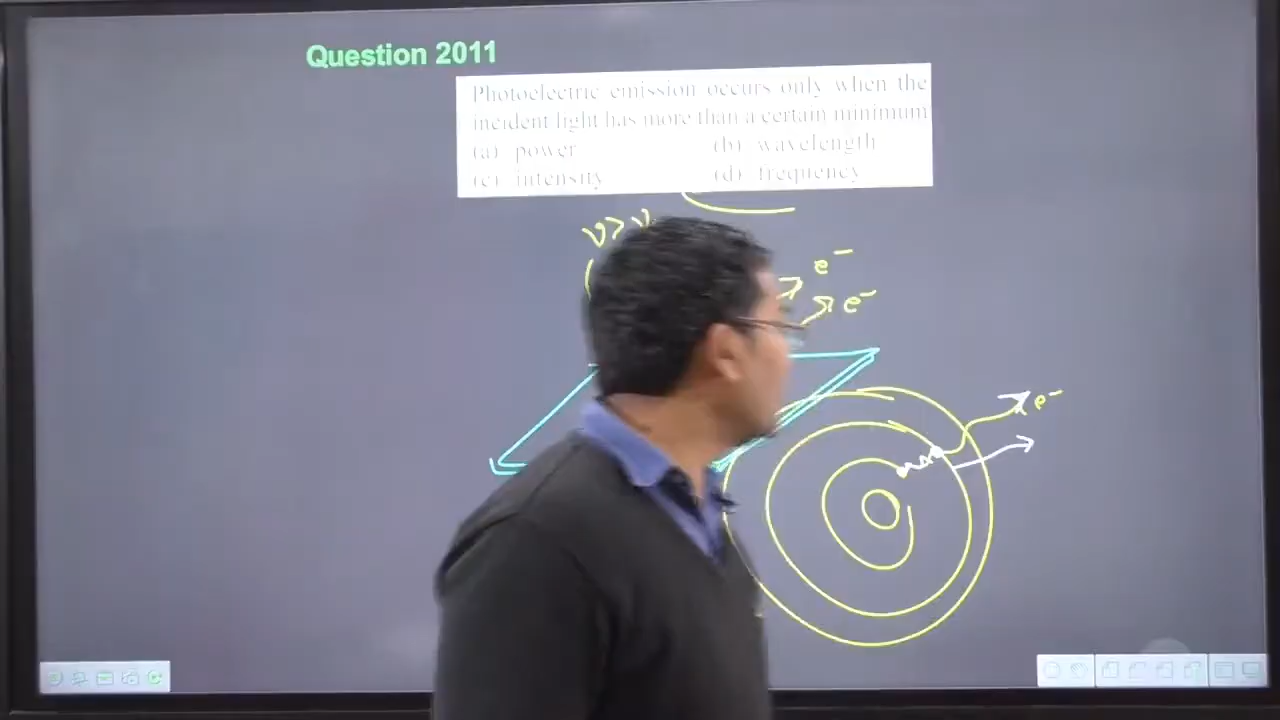 Question 2011
Photoelectric emission occurs only when the
incident light has more than a certain minimum
(a) power (b) wavelength
(c) intensity (d) frequency
ν> ν
e⁻
e⁻
e⁻